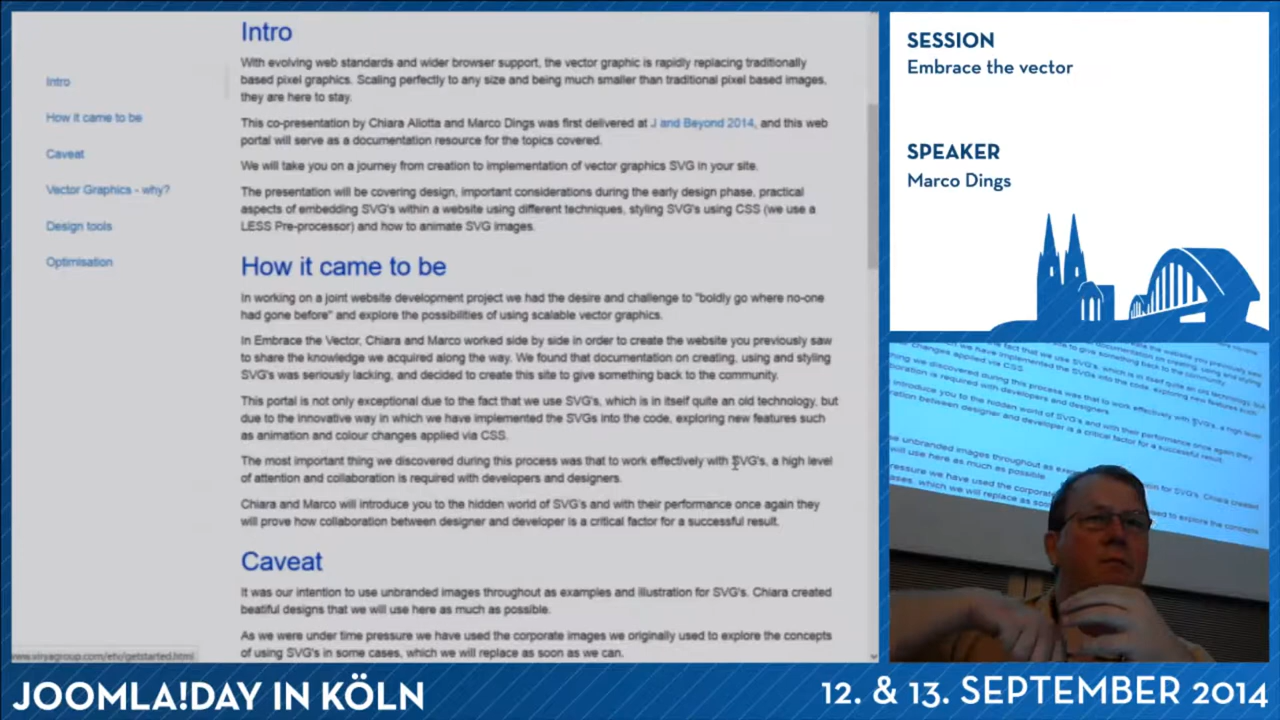 Intro
With evolving web standards and wider browser support, the vector graphic is rapidly replacing traditionally
based pixel graphics. Scaling perfectly to any size and being much smaller than traditional pixel based images,
they are here to stay.
This co-presentation by Chiara Aliotta and Marco Dings was first delivered at J and Beyond 2014, and this web
portal will serve as a documentation resource for the topics covered.
We will take you on a journey from creation to implementation of vector graphics SVG in your site.
The presentation will be covering design, important considerations during the early design phase, practical
aspects of embedding SVG's within a website using different techniques, styling SVG's using CSS (we use a
LESS Pre-processor) and how to animate SVG images.
How it came to be
In working on a joint website development project we had the desire and challenge to "boldly go where no-one
had gone before" and explore the possibilities of using scalable vector graphics.
In Embrace the Vector, Chiara and Marco worked side by side in order to create the website you previously saw
to share the knowledge we acquired along the way. We found that documentation on creating, using and styling
SVG's was seriously lacking, and decided to create this site to give something back to the community.
This portal is not only exceptional due to the fact that we use SVG's, which is in itself quite an old technology, but
due to the innovative way in which we have implemented the SVGs into the code, exploring new features such
as animation and colour changes applied via CSS.
The most important thing we discovered during this process was that to work effectively with SVG's, a high level
of attention and collaboration is required with developers and designers.
Chiara and Marco will introduce you to the hidden world of SVG's and with their performance once again they
will prove how collaboration between designer and developer is a critical factor for a successful result.
Caveat
It was our intention to use unbranded images throughout as examples and illustration for SVG's. Chiara created
beatiful designs that we will use here as much as possible.
As we were under time pressure we have used the corporate images we originally used to explore the concepts
of using SVG's in some cases, which we will replace as soon as we can.
Intro
How it came to be
Caveat
Vector Graphics - why?
Design tools
Optimisation
www.xiryagroup.com/etv/getstarted.html
SESSION
Embrace the vector
SPEAKER
Marco Dings
JOOMLA!DAY IN KÖLN
12. & 13. SEPTEMBER 2014